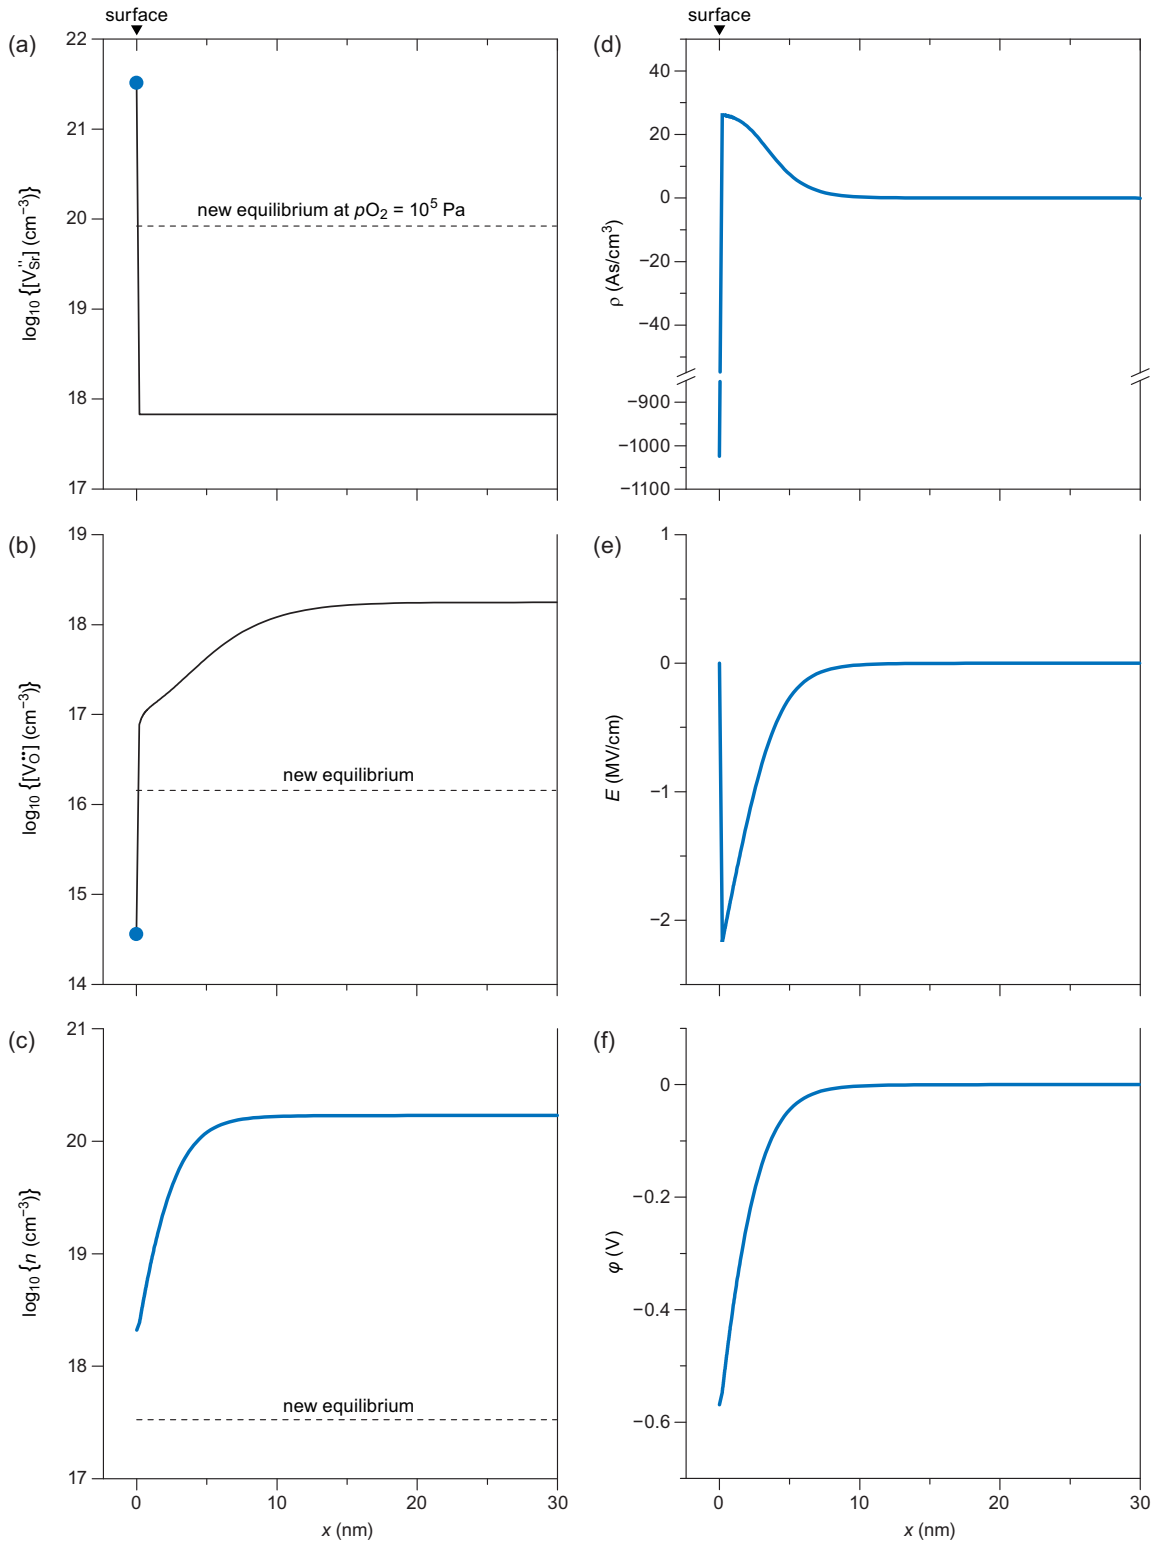 surface
(a)
22
21
20
19
18
17
log₁₀ {[V″Sr] (cm⁻³)}
new equilibrium at pO₂ = 10⁵ Pa
(b)
19
18
17
16
15
14
log₁₀ {[V••O] (cm⁻³)}
new equilibrium
(c)
21
20
19
18
17
log₁₀ {n (cm⁻³)}
new equilibrium
0
10
20
30
x (nm)
surface
(d)
40
20
0
−20
−40
−900
−1000
−1100
ρ (As/cm³)
(e)
1
0
−1
−2
E (MV/cm)
(f)
0
−0.2
−0.4
−0.6
φ (V)
0
10
20
30
x (nm)